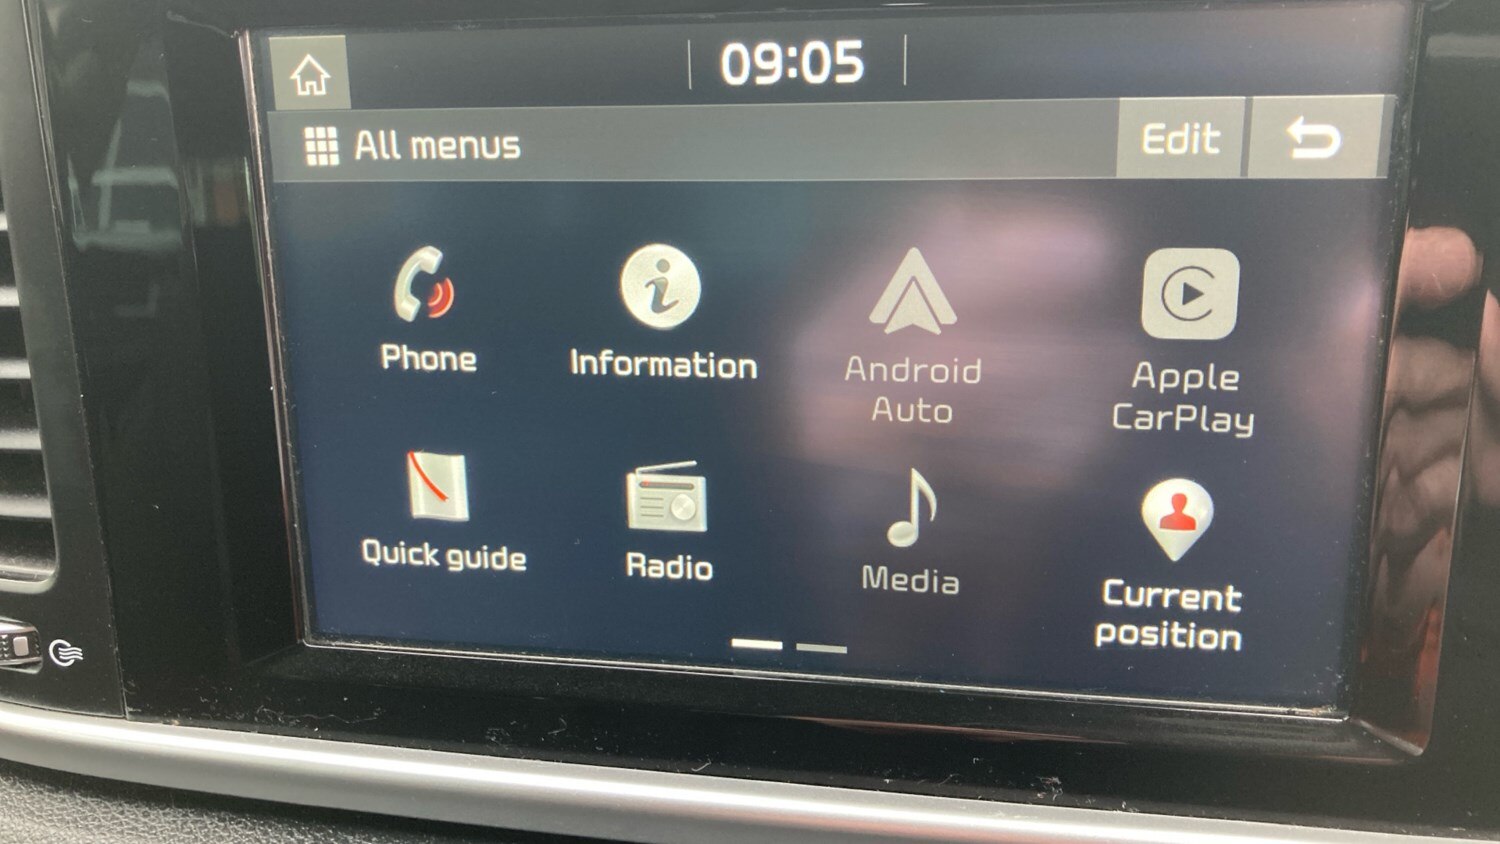 09:05
All menus
Edit
Phone
Information
Android
Auto
Apple
CarPlay
Quick guide
Radio
Media
Current
position